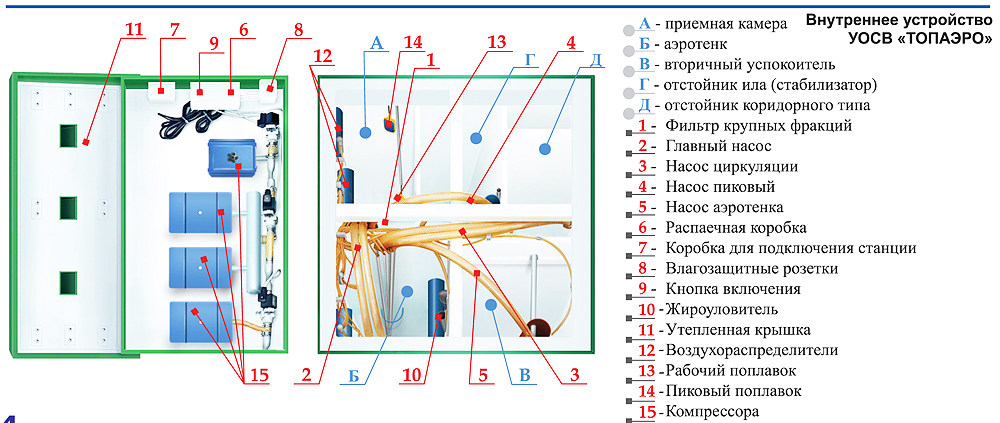 Внутреннее устройство
УОСВ «ТОПАЭРО»
11
7
9
6
8
12
А
14
1
13
Г
4
Д
15
2
Б
10
5
В
3
А - приемная камера
Б - аэротенк
В - вторичный успокоитель
Г - отстойник ила (стабилизатор)
Д - отстойник коридорного типа
1 - Фильтр крупных фракций
2 - Главный насос
3 - Насос циркуляции
4 - Насос пиковый
5 - Насос аэротенка
6 - Распаечная коробка
7 - Коробка для подключения станции
8 - Влагозащитные розетки
9 - Кнопка включения
10 - Жироуловитель
11 - Утепленная крышка
12 - Воздухораспределители
13 - Рабочий поплавок
14 - Пиковый поплавок
15 - Компрессора